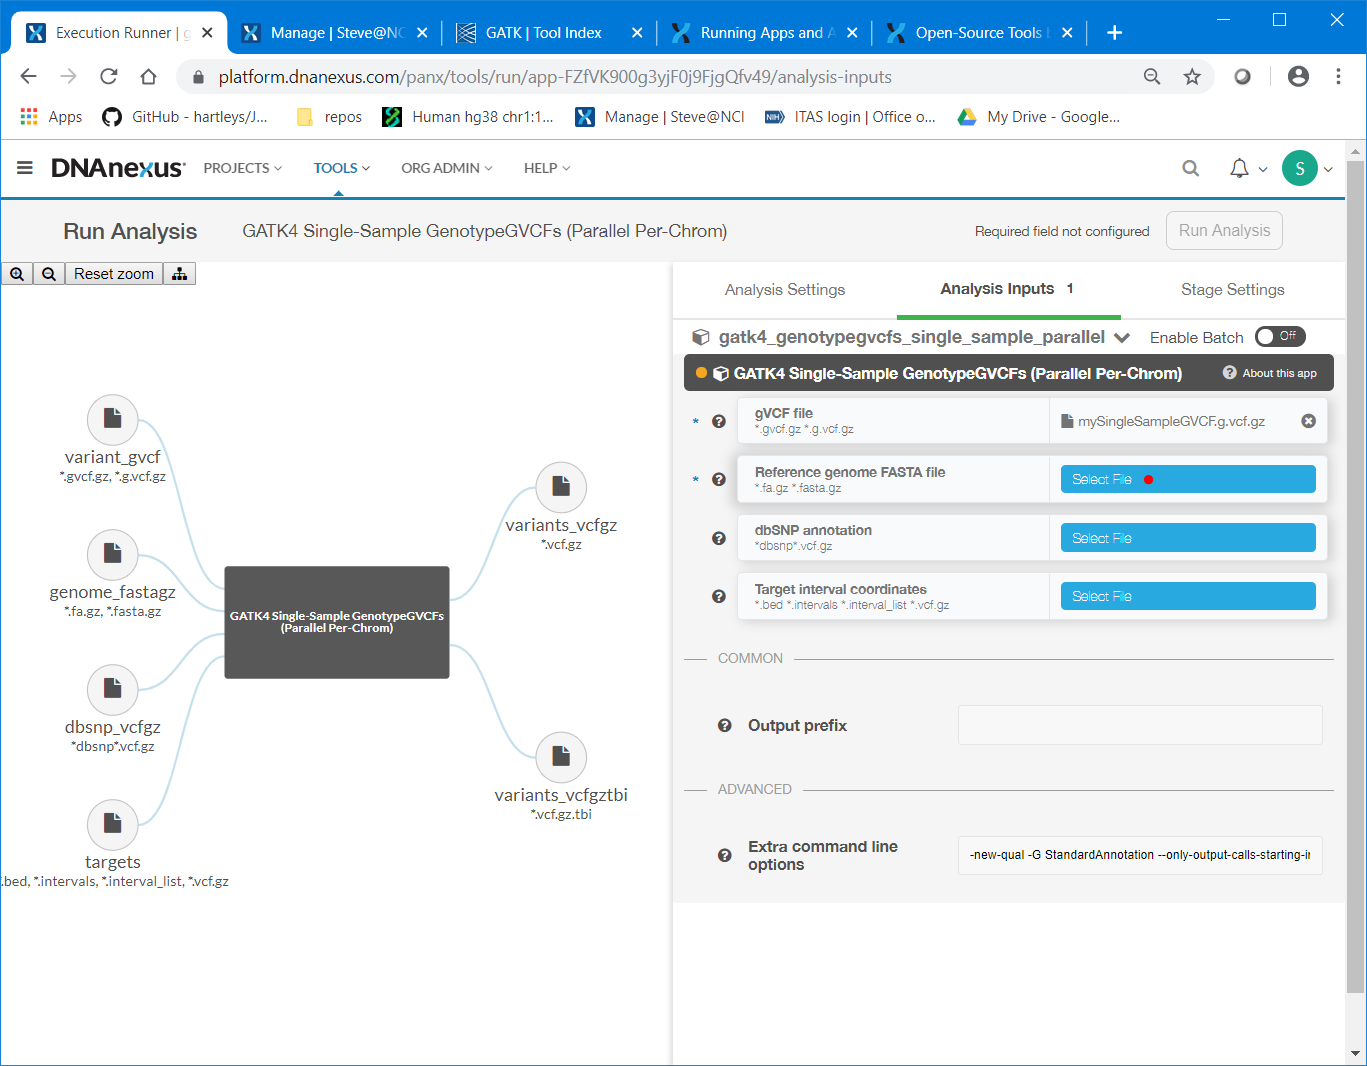 Execution Runner | g
Manage | Steve@NC
GATK | Tool Index
Running Apps and A
Open-Source Tools
platform.dnanexus.com/panx/tools/run/app-FZfVK900g3yjF0j9FjgQfv49/analysis-inputs
Apps
GitHub - hartleys/J...
repos
Human hg38 chr1:1...
Manage | Steve@NCI
NIH
ITAS login | Office o...
My Drive - Google...
DNAnexus
PROJECTS
TOOLS
ORG ADMIN
HELP
S
Run Analysis
GATK4 Single-Sample GenotypeGVCFs (Parallel Per-Chrom)
Required field not configured
Run Analysis
Reset zoom
variant_gvcf
*.gvcf.gz, *.g.vcf.gz
genome_fastagz
*.fa.gz, *.fasta.gz
dbsnp_vcfgz
*dbsnp*.vcf.gz
targets
.bed, *.intervals, *.interval_list, *.vcf.gz
GATK4 Single-Sample GenotypeGVCFs
(Parallel Per-Chrom)
variants_vcfgz
*.vcf.gz
variants_vcfgztbi
*.vcf.gz.tbi
Analysis Settings
Analysis Inputs 1
Stage Settings
gatk4_genotypegvcfs_single_sample_parallel
Enable Batch
Off
GATK4 Single-Sample GenotypeGVCFs (Parallel Per-Chrom)
? About this app
* ?
gVCF file
*.gvcf.gz *.g.vcf.gz
mySingleSampleGVCF.g.vcf.gz
* ?
Reference genome FASTA file
*.fa.gz *.fasta.gz
Select File
?
dbSNP annotation
*dbsnp*.vcf.gz
Select File
?
Target interval coordinates
*.bed *.intervals *.interval_list *.vcf.gz
Select File
COMMON
? Output prefix
ADVANCED
? Extra command line
options
-new-qual -G StandardAnnotation --only-output-calls-starting-in